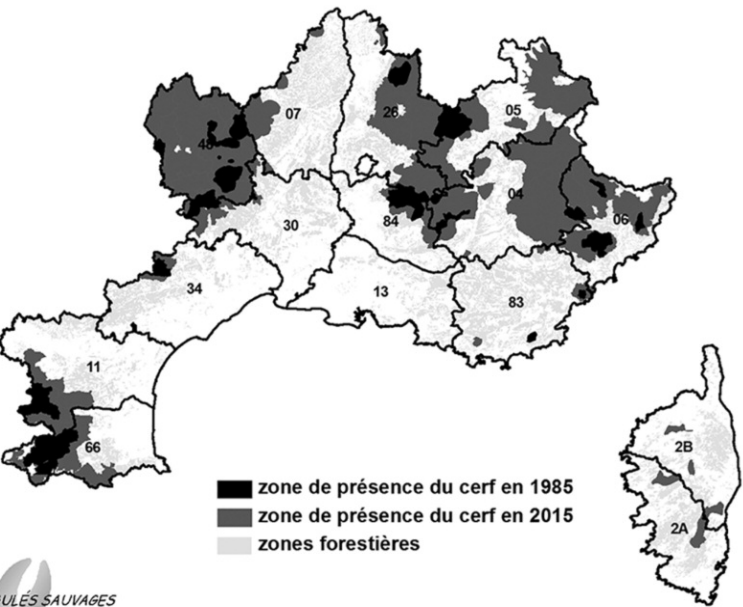 07
26
05
48
04
30
84
06
34
13
83
11
66
2B
2A
zone de présence du cerf en 1985
zone de présence du cerf en 2015
zones forestières
ULÉS SAUVAGES